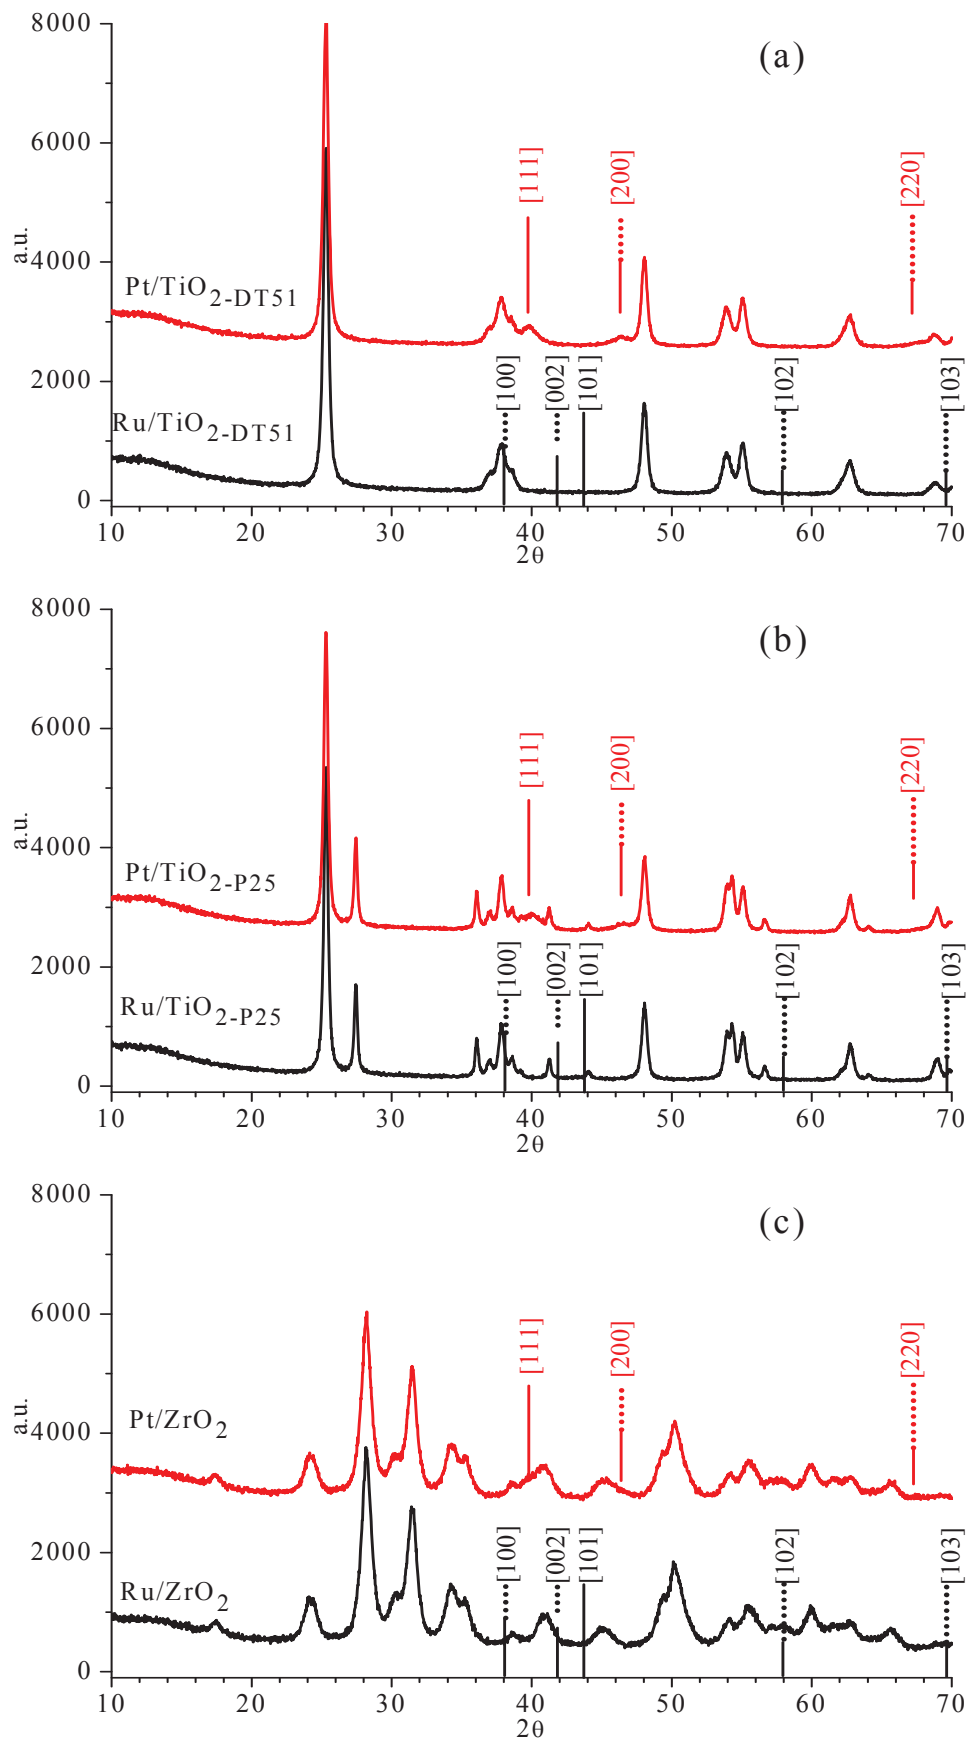 8000
(a)
6000
[111]
[200]
[220]
a.u.
4000
Pt/TiO2-DT51
2000
[100]
[002]
[101]
[102]
[103]
Ru/TiO2-DT51
0
10 20 30 40 50 60 70
2θ
8000
(b)
6000
[111]
[200]
[220]
a.u.
4000
Pt/TiO2-P25
2000
[100]
[002]
[101]
[102]
[103]
Ru/TiO2-P25
0
10 20 30 40 50 60 70
2θ
8000
(c)
6000
[111]
[200]
[220]
a.u.
4000
Pt/ZrO2
2000
[100]
[002]
[101]
[102]
[103]
Ru/ZrO2
0
10 20 30 40 50 60 70
2θ